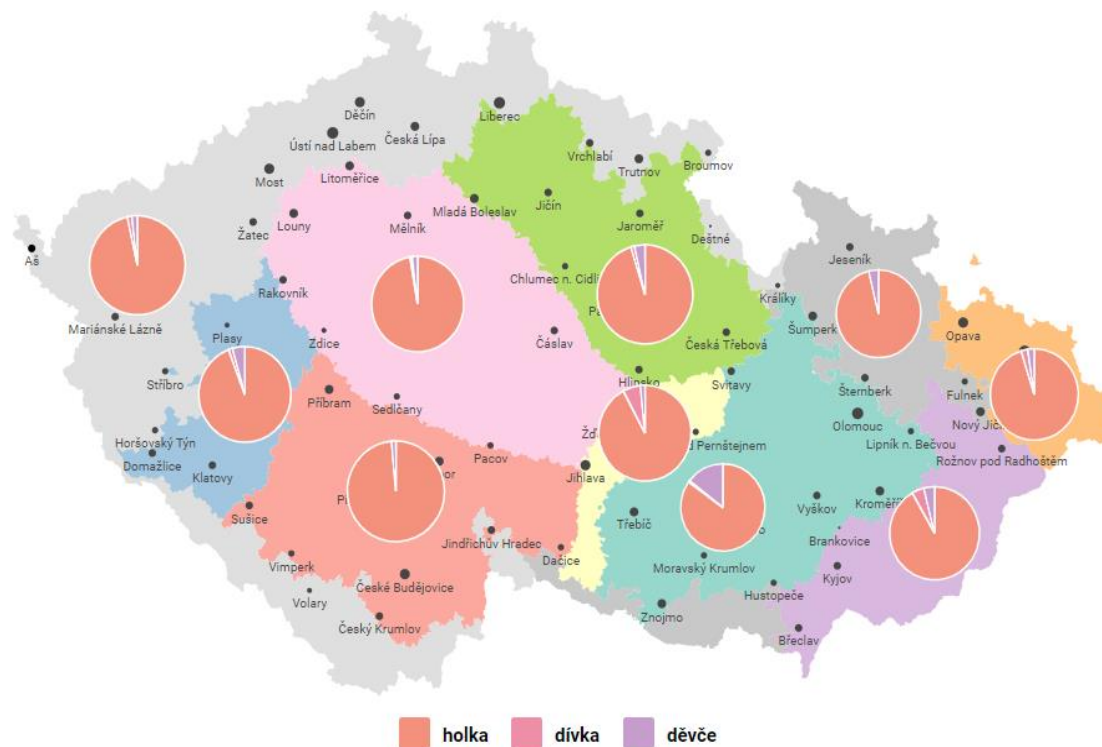 Děčín
Liberec
Ústí nad Labem
Česká Lípa
Vrchlabí
Trutnov
Broumov
Most
Litoměřice
Mladá Boleslav
Jičín
Jaroměř
Louny
Mělník
Žatec
Deštné
Jeseník
Aš
Chlumec n. Cidli
Rakovník
Králíky
Mariánské Lázně
Plasy
Zdice
Čáslav
Česká Třebová
Šumperk
Opava
Stříbro
Hlinsko
Svitavy
Šternberk
Fulnek
Příbram
Sedlčany
Olomouc
Nový Jičín
Horšovský Týn
Domažlice
Klatovy
Pacov
d Pernštejnem
Lipník n. Bečvou
Rožnov pod Radhoštěm
Jihlava
Sušice
Třebíč
Vyškov
Kroměříž
Jindřichův Hradec
Brankovice
Vimperk
Dačice
Moravský Krumlov
Kyjov
České Budějovice
Hustopeče
Volary
Český Krumlov
Znojmo
Břeclav
holka dívka děvče